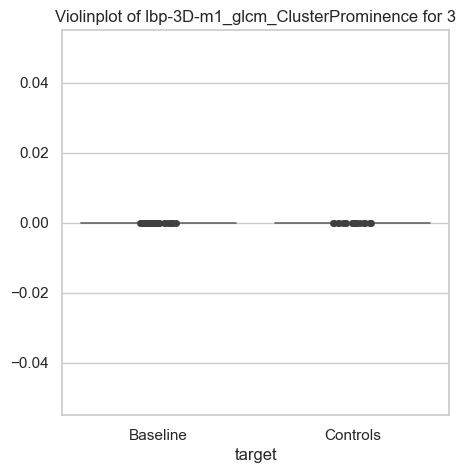 Violinplot of lbp-3D-m1_glcm_ClusterProminence for 3
0.04
0.02
0.00
−0.02
−0.04
Baseline Controls
target